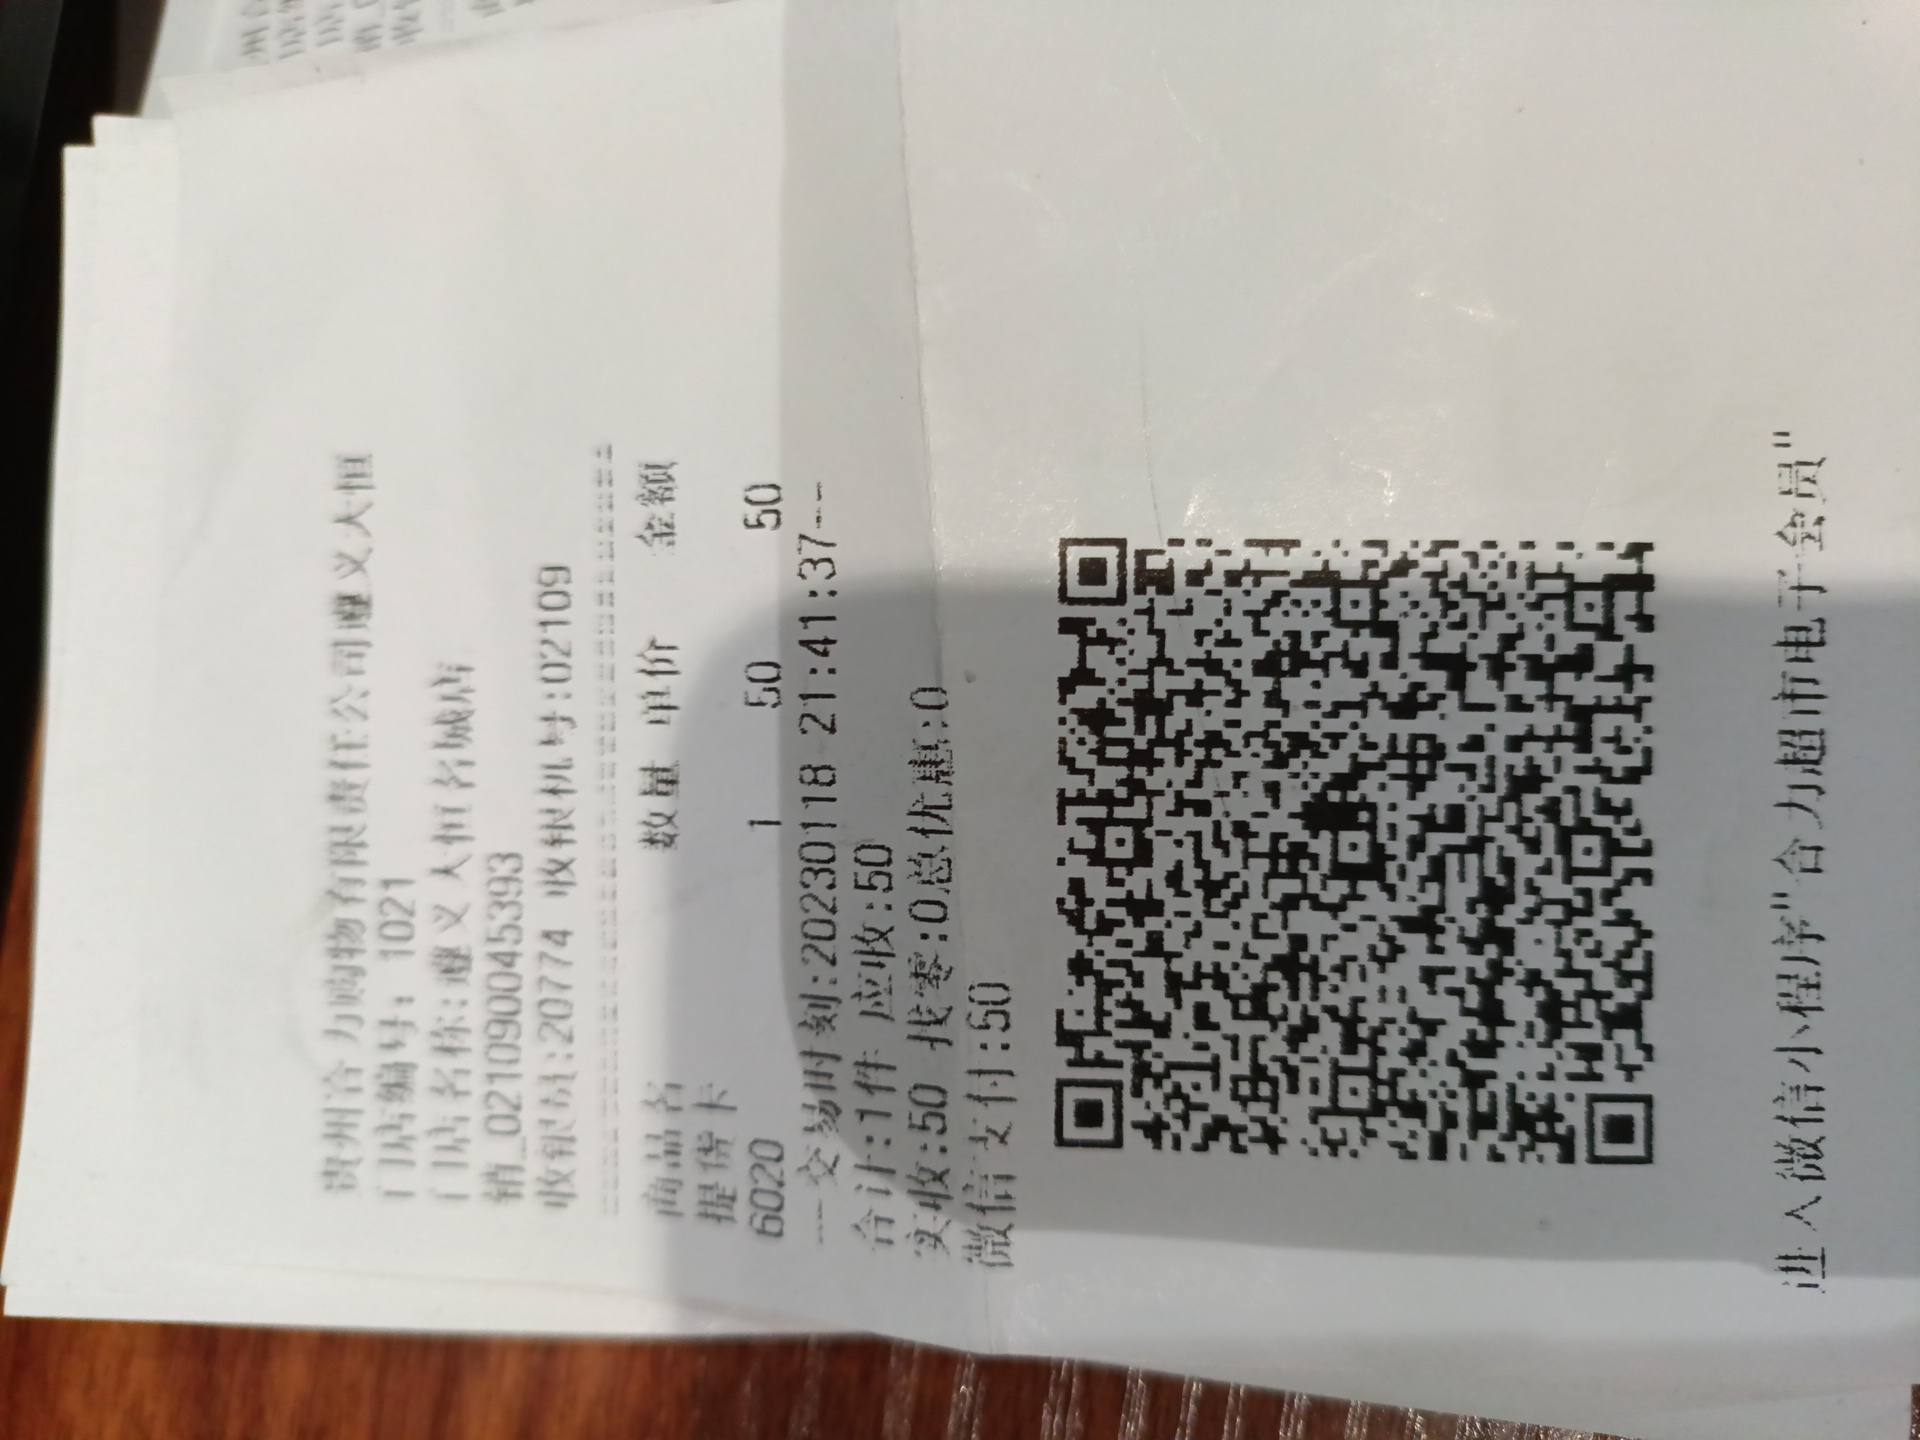 贵州合力购物有限责任公司遵义大恒
门店编号: 1021
门店名称:遵义大恒名城店
销_021090045393
收银员:20774 收银机号:02109
商品名 数量 单价 金额
提货卡
6020 1 50 50
---交易时刻:20230118 21:41:37---
合计:1件 应收:50
实收:50 找零:0总优惠:0
微信支付:50
进入微信小程序"合力超市电子会员"